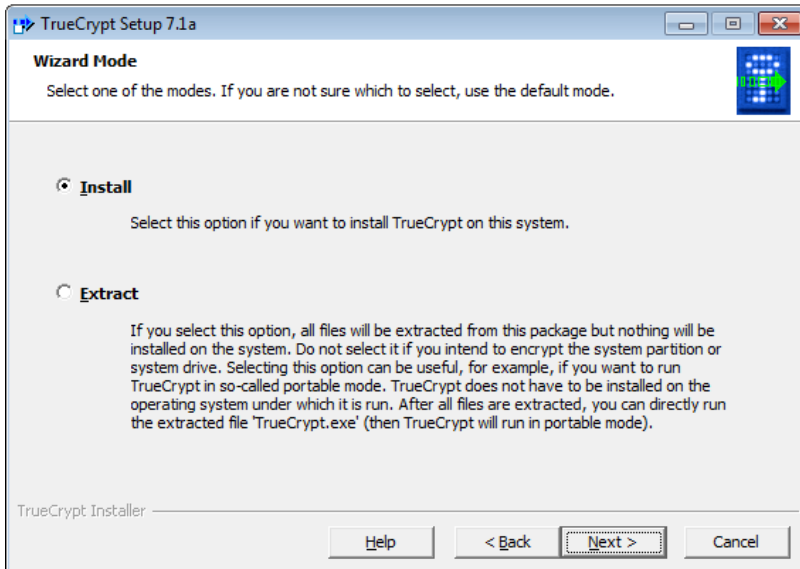 TrueCrypt Setup 7.1a
Wizard Mode
Select one of the modes. If you are not sure which to select, use the default mode.
Install
Select this option if you want to install TrueCrypt on this system.
Extract
If you select this option, all files will be extracted from this package but nothing will be
installed on the system. Do not select it if you intend to encrypt the system partition or
system drive. Selecting this option can be useful, for example, if you want to run
TrueCrypt in so-called portable mode. TrueCrypt does not have to be installed on the
operating system under which it is run. After all files are extracted, you can directly run
the extracted file 'TrueCrypt.exe' (then TrueCrypt will run in portable mode).
TrueCrypt Installer
Help
< Back
Next >
Cancel